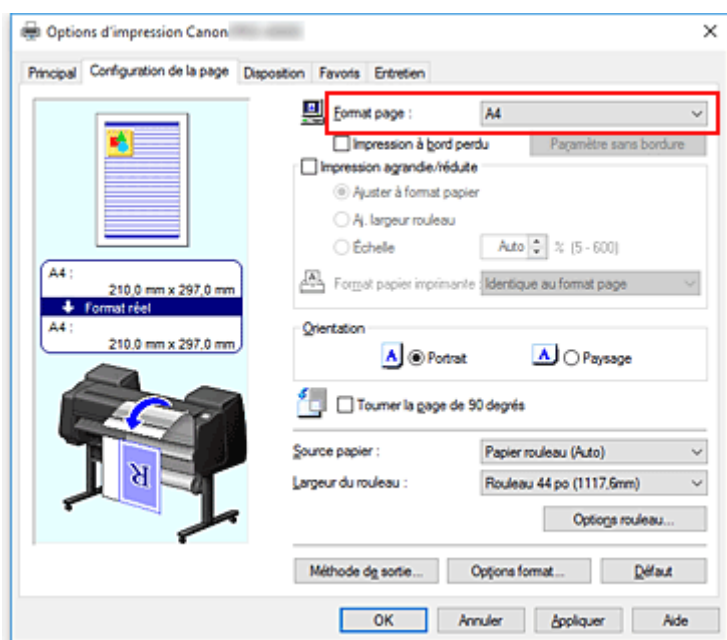 Options d'impression Canon
Principal Configuration de la page Disposition Favoris Entretien
Format page : A4
Impression à bord perdu Paramètre sans bordure
Impression agrandie/rédute
Ajuster à format papier
Aj. largeur rouleau
Échelle Auto % (5 - 600)
Format papier imprimante : Identique au format page
A4 :
210,0 mm x 297,0 mm
Format réel
A4 :
210.0 mm x 297.0 mm
Orientation
A Portrait A Paysage
Tourner la page de 90 degrés
R
Source papier : Papier rouleau (Auto)
Largeur du rouleau : Rouleau 44 po (1117,6mm)
Options rouleau...
Méthode de sortie... Options format... Défaut
OK Annuler Appliquer Aide